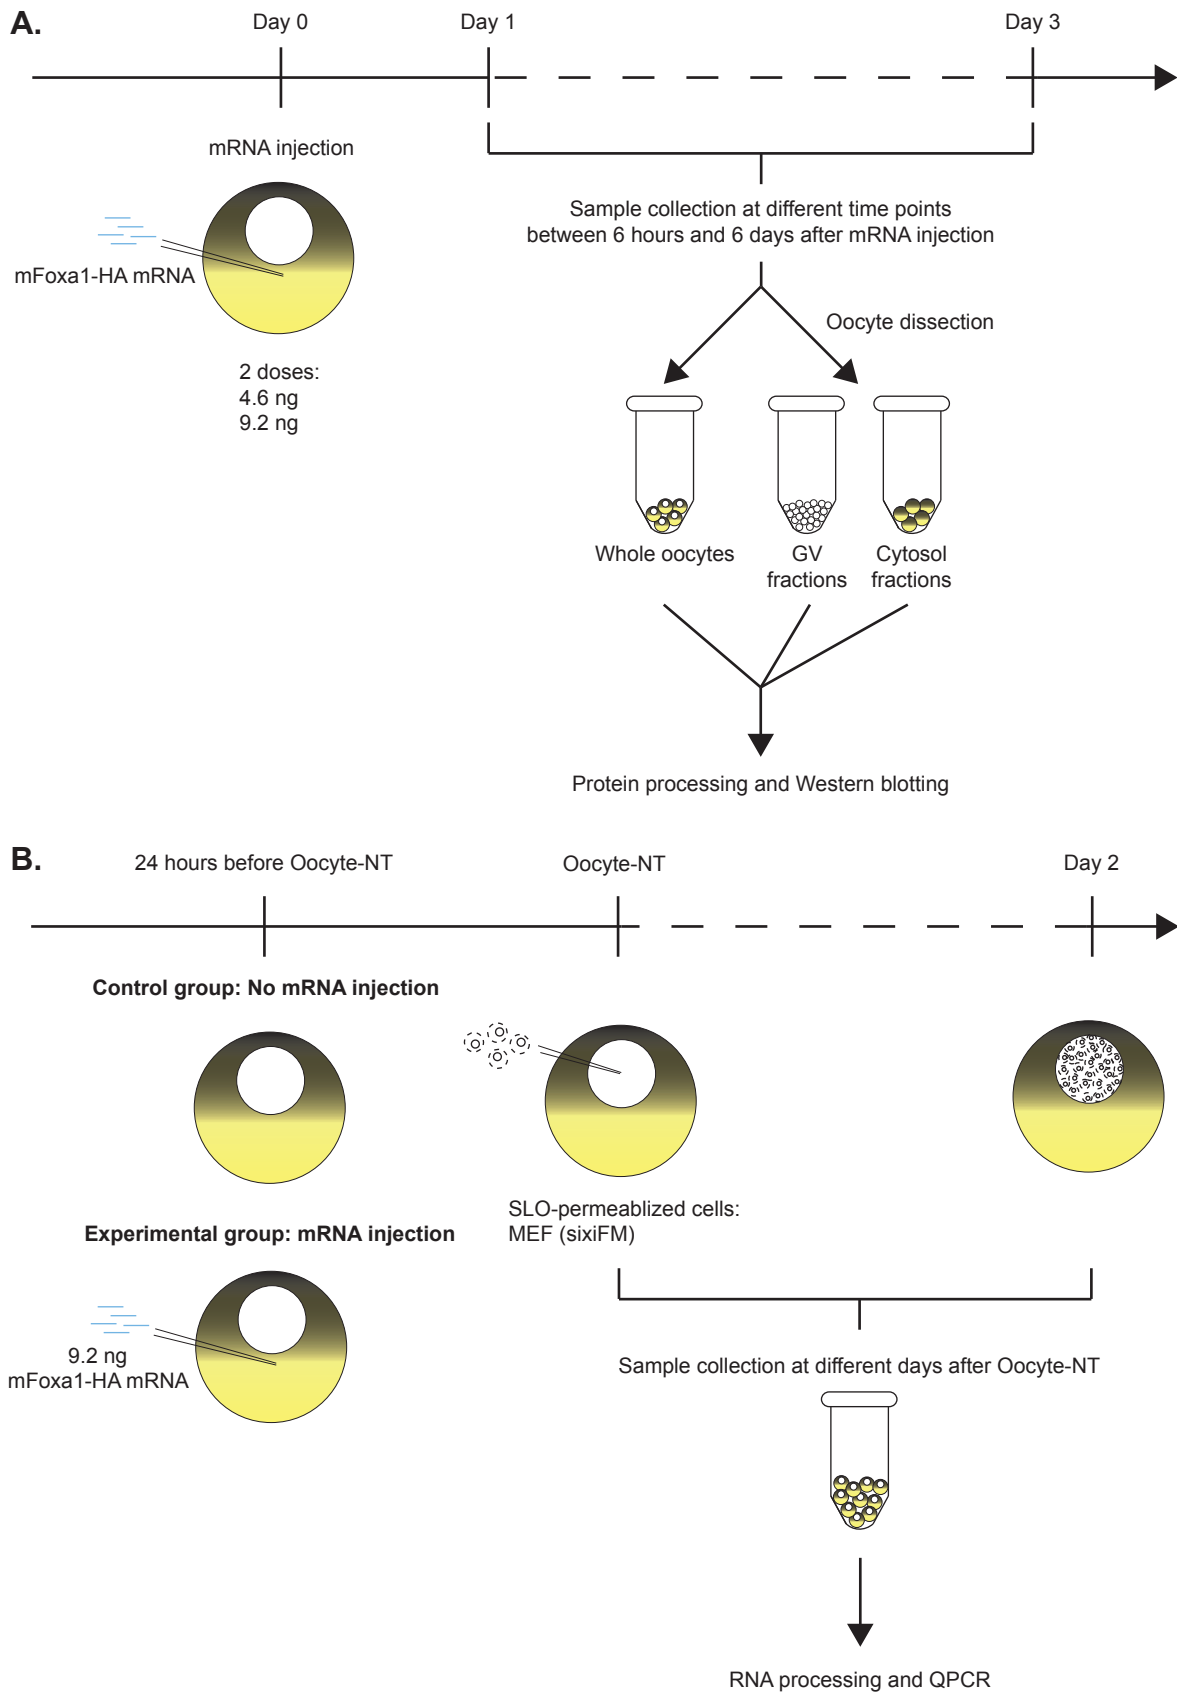 A.
Day 0
Day 1
Day 3
mRNA injection
mFoxa1-HA mRNA
2 doses:
4.6 ng
9.2 ng
Sample collection at different time points
between 6 hours and 6 days after mRNA injection
Oocyte dissection
Whole oocytes
GV
fractions
Cytosol
fractions
Protein processing and Western blotting
B.
24 hours before Oocyte-NT
Oocyte-NT
Day 2
Control group: No mRNA injection
SLO-permeablized cells:
MEF (sixiFM)
Experimental group: mRNA injection
9.2 ng
mFoxa1-HA mRNA
Sample collection at different days after Oocyte-NT
RNA processing and QPCR